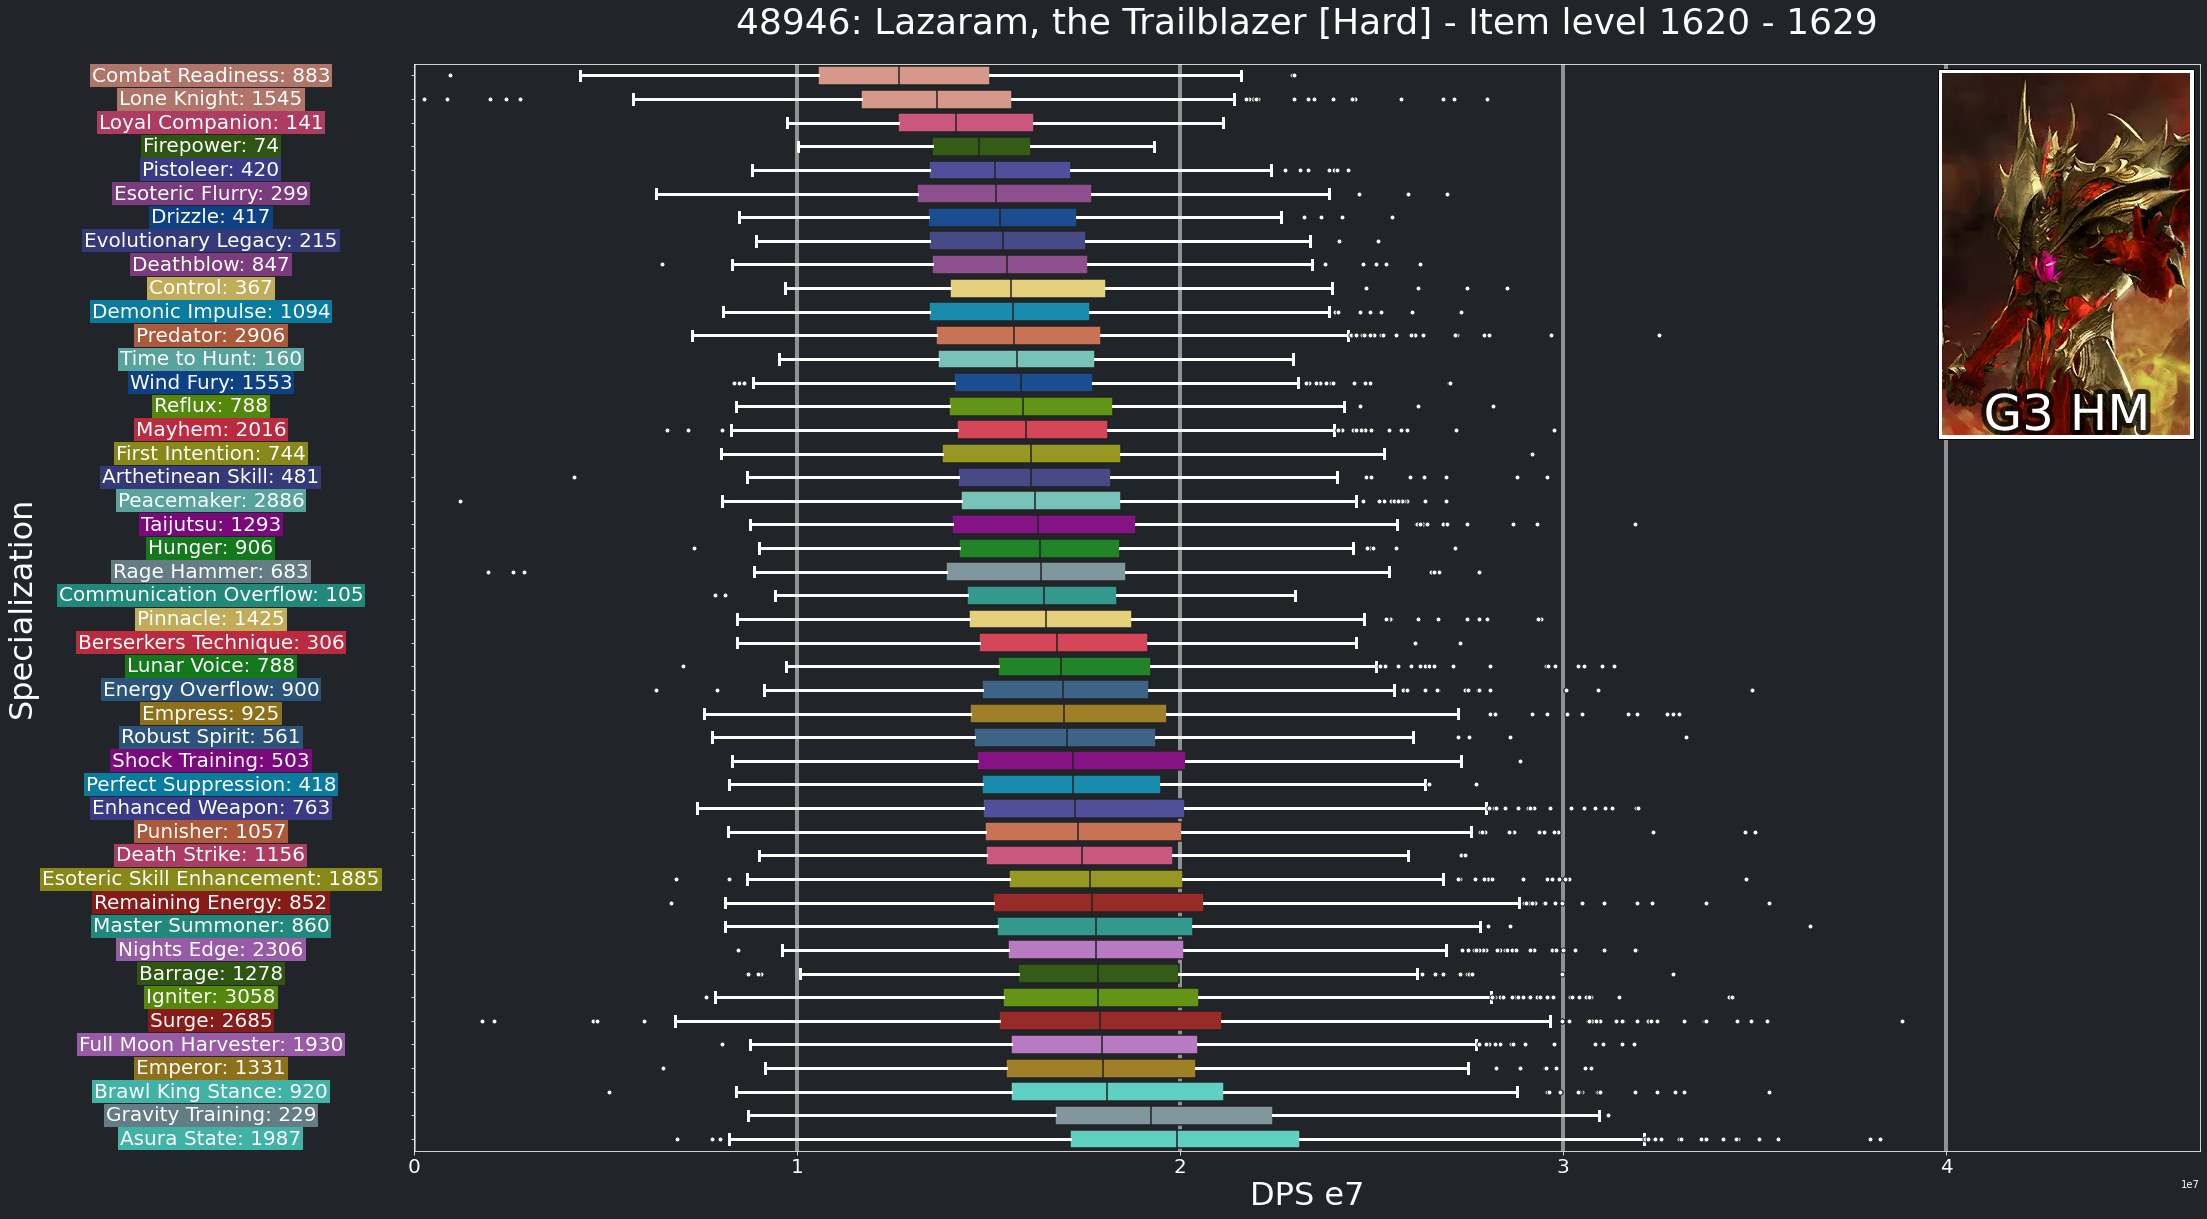 48946: Lazaram, the Trailblazer [Hard] - Item level 1620 - 1629
Combat Readiness: 883
Lone Knight: 1545
Loyal Companion: 141
Firepower: 74
Pistoleer: 420
Esoteric Flurry: 299
Drizzle: 417
Evolutionary Legacy: 215
Deathblow: 847
Control: 367
Demonic Impulse: 1094
Predator: 2906
Time to Hunt: 160
Wind Fury: 1553
Reflux: 788
Mayhem: 2016
First Intention: 744
Arthetinean Skill: 481
Peacemaker: 2886
Taijutsu: 1293
Hunger: 906
Rage Hammer: 683
Communication Overflow: 105
Pinnacle: 1425
Berserkers Technique: 306
Lunar Voice: 788
Energy Overflow: 900
Empress: 925
Robust Spirit: 561
Shock Training: 503
Perfect Suppression: 418
Enhanced Weapon: 763
Punisher: 1057
Death Strike: 1156
Esoteric Skill Enhancement: 1885
Remaining Energy: 852
Master Summoner: 860
Nights Edge: 2306
Barrage: 1278
Igniter: 3058
Surge: 2685
Full Moon Harvester: 1930
Emperor: 1331
Brawl King Stance: 920
Gravity Training: 229
Asura State: 1987
Specialization
G3 HM
0 1 2 3 4
DPS e7
1e7